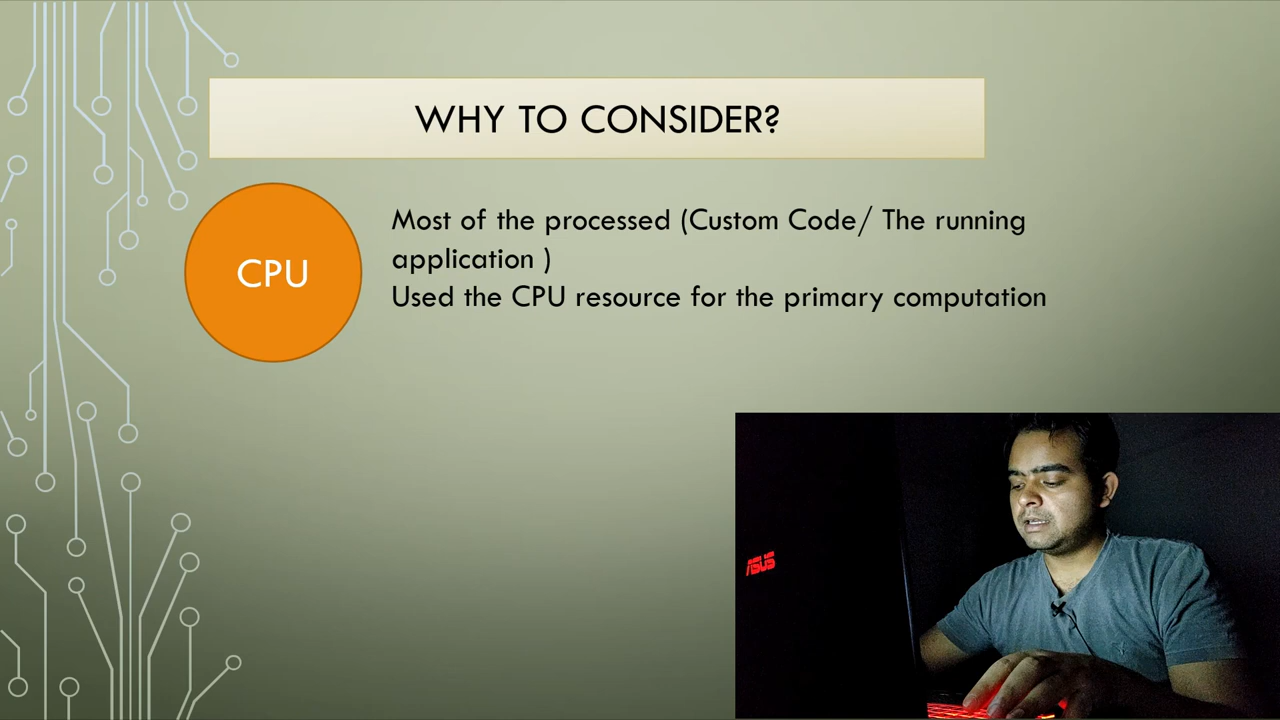 WHY TO CONSIDER?
CPU
Most of the processed (Custom Code/ The running
application )
Used the CPU resource for the primary computation
ASUS